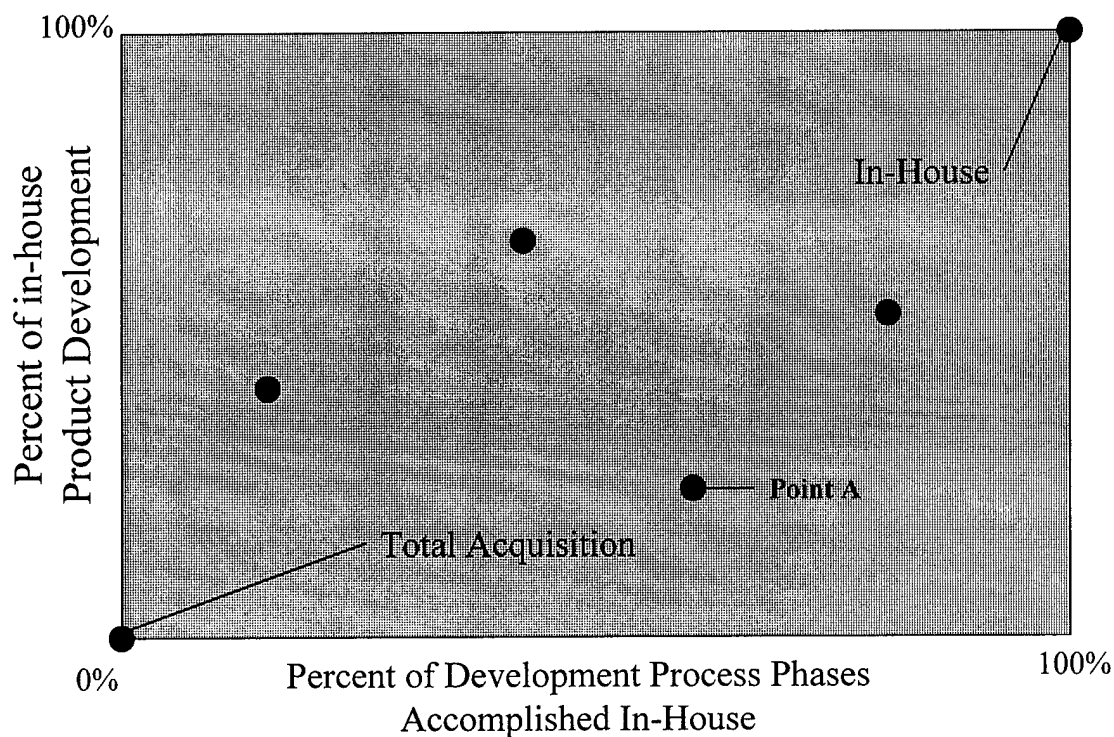 100%
In-House
Percent of in-house
Product Development
Point A
Total Acquisition
0%
100%
Percent of Development Process Phases
Accomplished In-House